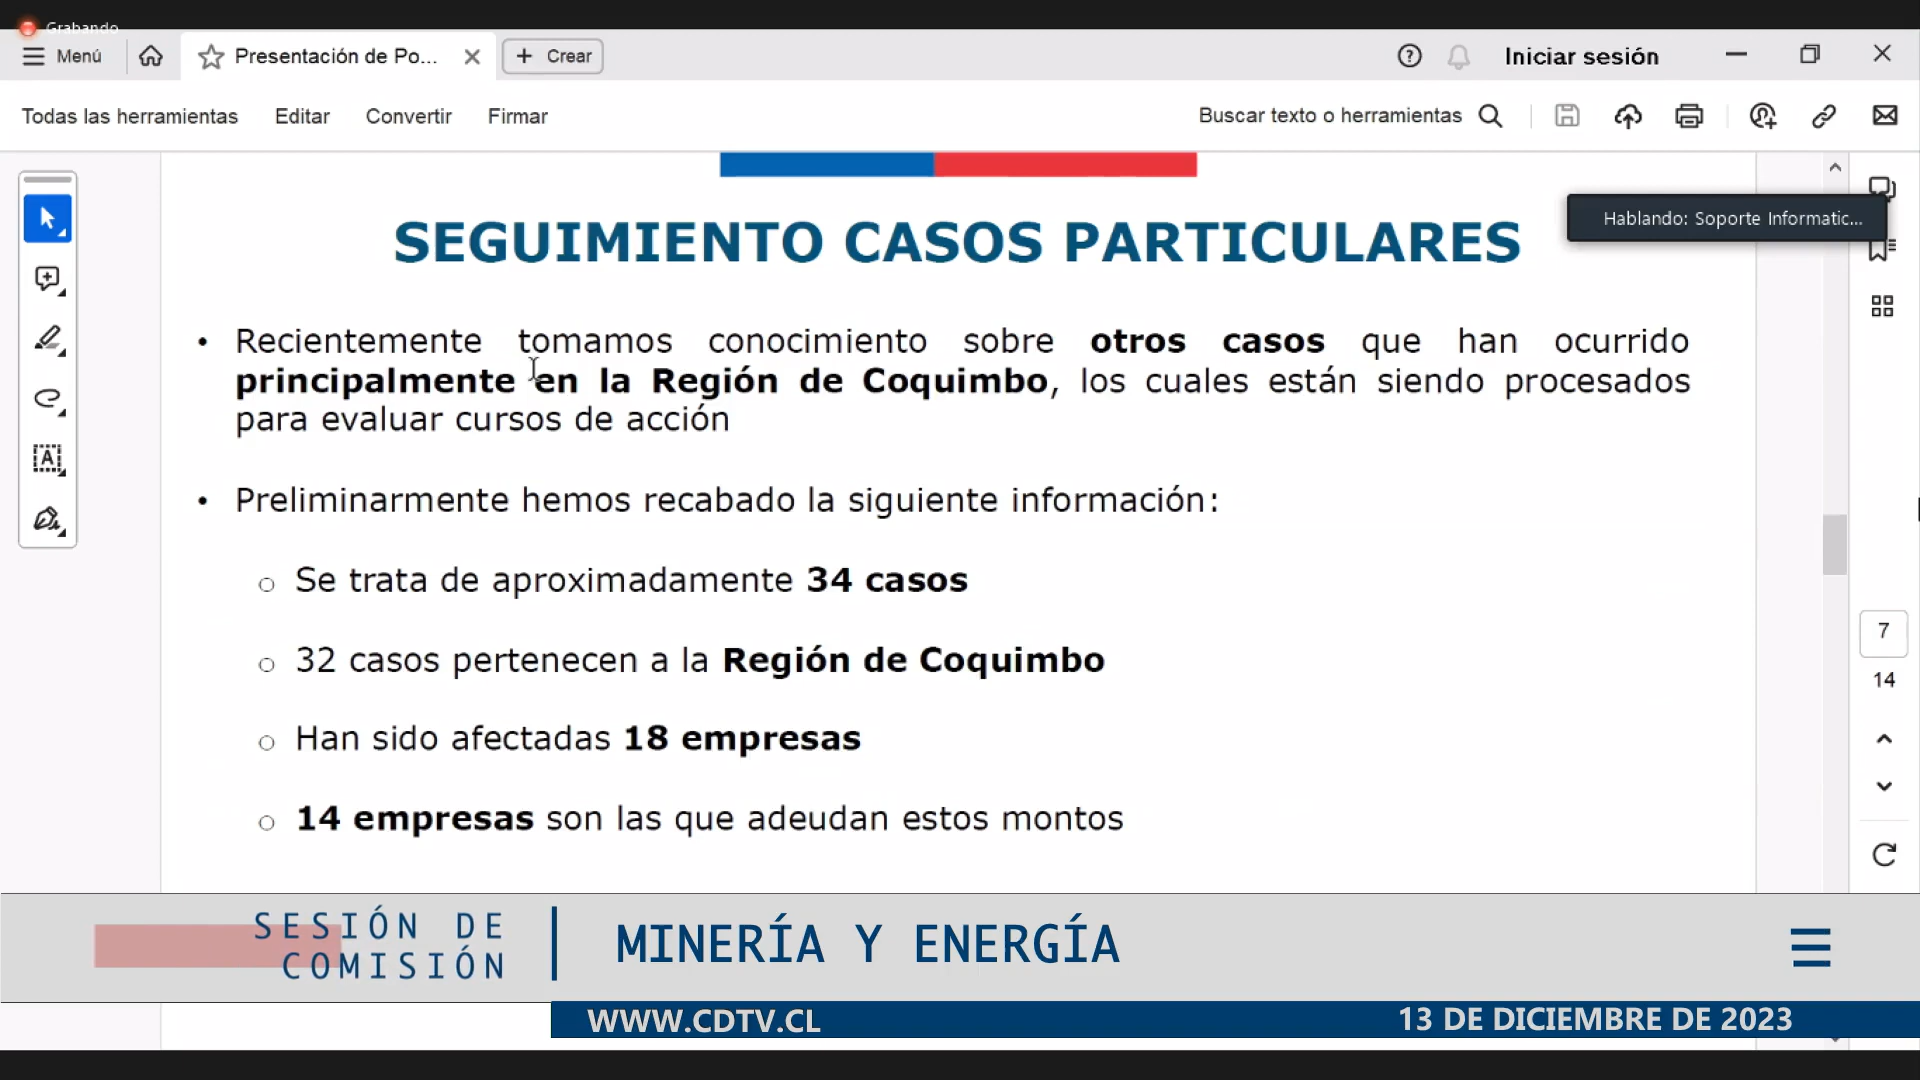 Grabando
Menú
Presentación de Po...
Crear
Iniciar sesión
Todas las herramientas
Editar
Convertir
Firmar
Buscar texto o herramientas
Hablando: Soporte Informatic...
SEGUIMIENTO CASOS PARTICULARES
• Recientemente tomamos conocimiento sobre otros casos que han ocurrido
principalmente en la Región de Coquimbo, los cuales están siendo procesados
para evaluar cursos de acción
• Preliminarmente hemos recabado la siguiente información:
o Se trata de aproximadamente 34 casos
o 32 casos pertenecen a la Región de Coquimbo
o Han sido afectadas 18 empresas
o 14 empresas son las que adeudan estos montos
7
14
SESIÓN DE
COMISIÓN
MINERÍA Y ENERGÍA
WWW.CDTV.CL
13 DE DICIEMBRE DE 2023